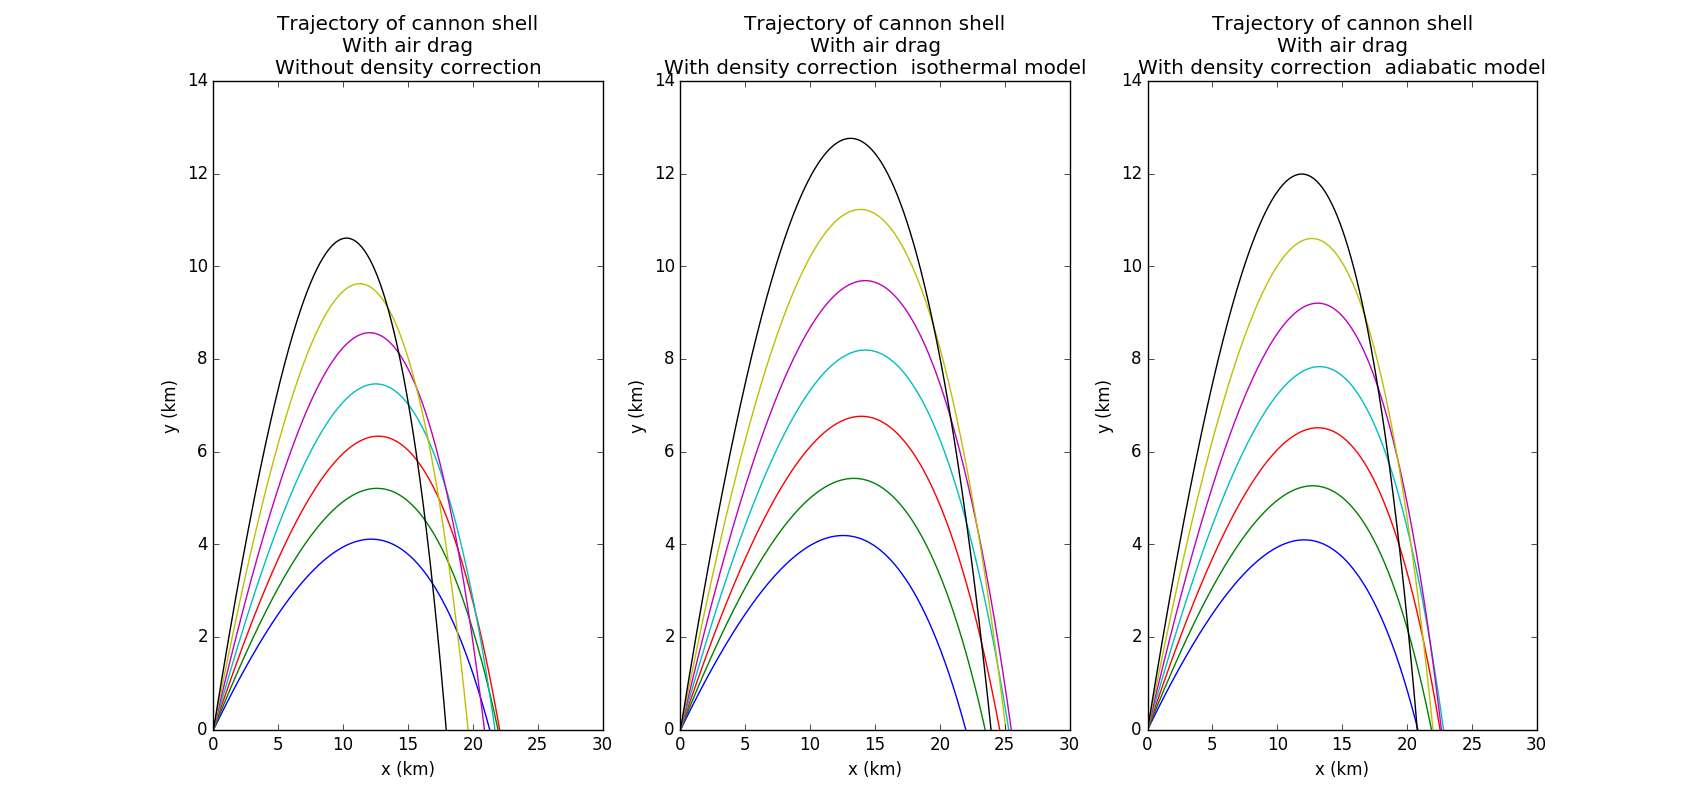 Trajectory of cannon shell
With air drag
Without density correction
14
12
10
8
6
4
2
0
y (km)
0 5 10 15 20 25 30
x (km)
Trajectory of cannon shell
With air drag
With density correction  isothermal model
14
12
10
8
6
4
2
0
y (km)
0 5 10 15 20 25 30
x (km)
Trajectory of cannon shell
With air drag
With density correction  adiabatic model
14
12
10
8
6
4
2
0
y (km)
0 5 10 15 20 25 30
x (km)